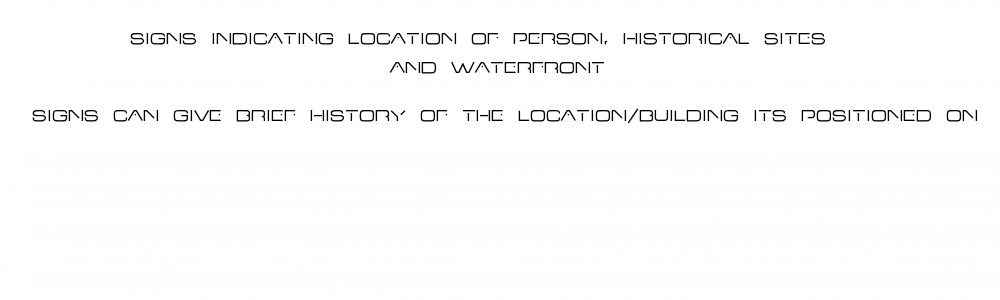 SIGNS INDICATING LOCATION OF PERSON, HISTORICAL SITES
AND WATERFRONT
SIGNS CAN GIVE BRIEF HISTORY OF THE LOCATION/BUILDING ITS POSITIONED ON